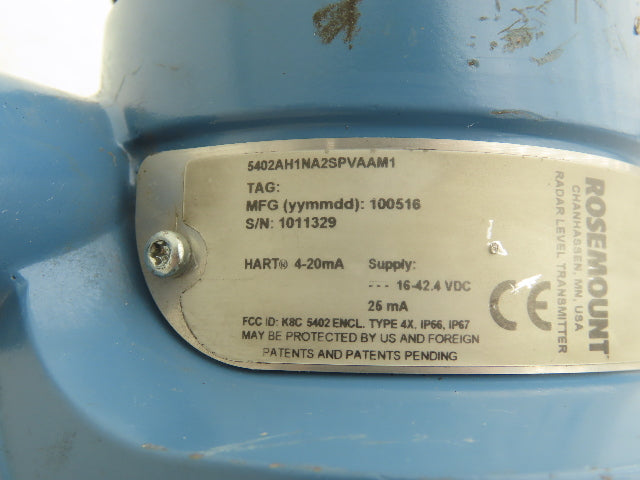 5402AH1NA2SPVAAM1
TAG:
MFG (yymmdd): 100516
S/N: 1011329
HART® 4-20mA Supply:
--- 16-42.4 VDC
25 mA
FCC ID: K8C 5402 ENCL. TYPE 4X, IP66, IP67
MAY BE PROTECTED BY US AND FOREIGN
PATENTS AND PATENTS PENDING
CE
ROSEMOUNT®
CHANHASSEN, MN, USA
RADAR LEVEL TRANSMITTER